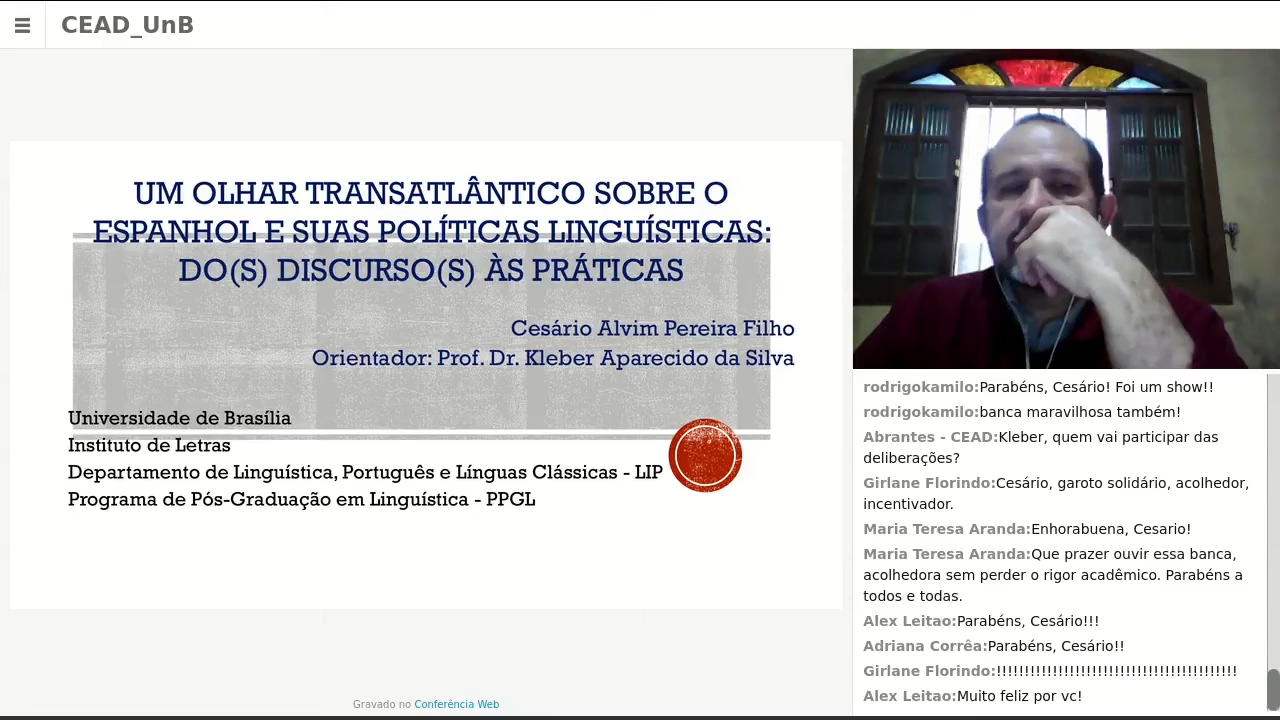 CEAD_UnB
UM OLHAR TRANSATLÂNTICO SOBRE O
ESPANHOL E SUAS POLÍTICAS LINGUÍSTICAS:
DO(S) DISCURSO(S) ÀS PRÁTICAS
Cesário Alvim Pereira Filho
Orientador: Prof. Dr. Kleber Aparecido da Silva
Universidade de Brasília
Instituto de Letras
Departamento de Linguística, Português e Línguas Clássicas - LIP
Programa de Pós-Graduação em Linguística - PPGL
Gravado no Conferência Web
rodrigokamilo:Parabéns, Cesário! Foi um show!!
rodrigokamilo:banca maravilhosa também!
Abrantes - CEAD:Kleber, quem vai participar das
deliberações?
Girlane Florindo:Cesário, garoto solidário, acolhedor,
incentivador.
Maria Teresa Aranda:Enhorabuena, Cesario!
Maria Teresa Aranda:Que prazer ouvir essa banca,
acolhedora sem perder o rigor acadêmico. Parabéns a
todos e todas.
Alex Leitao:Parabéns, Cesário!!!
Adriana Corrêa:Parabéns, Cesário!!
Girlane Florindo:!!!!!!!!!!!!!!!!!!!!!!!!!!!!!!!!!!!!!!!!!!!
Alex Leitao:Muito feliz por vc!